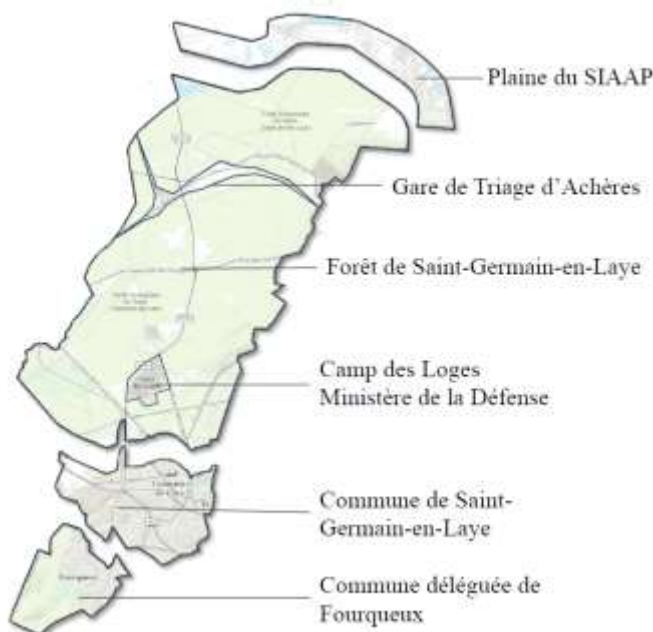 Plaine du SIAAP
Gare de Triage d'Achères
Forêt de Saint-Germain-en-Laye
Camp des Loges
Ministère de la Défense
Commune de Saint-
Germain-en-Laye
Fourqueux
Commune déléguée de
Fourqueux